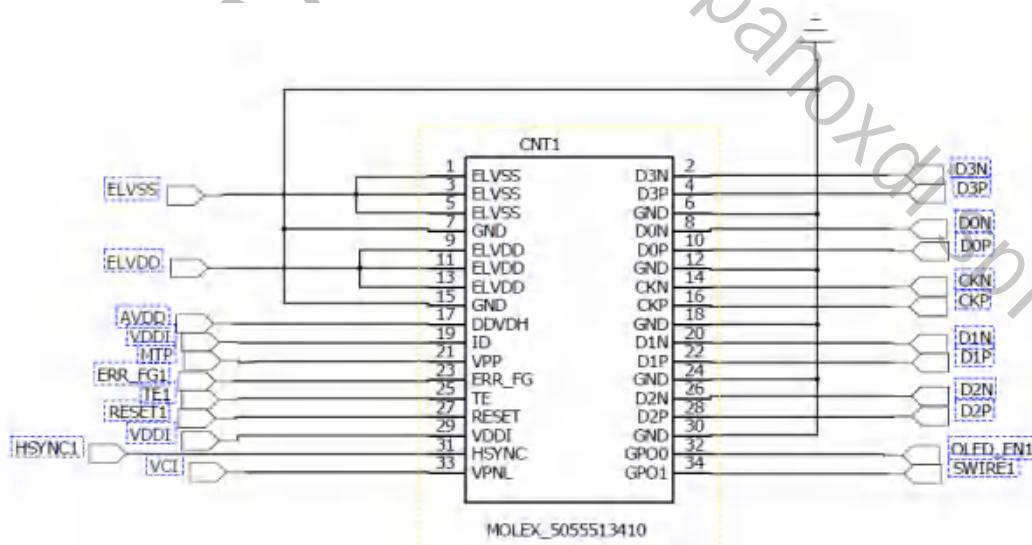 panoxdi
CNT1
1 ELVSS D3N 2 D3N
ELVSS 3 ELVSS D3P 4 D3P
5 ELVSS GND 6
7 GND D0N 8 D0N
9 ELVDD D0P 10 D0P
ELVDD 11 ELVDD GND 12
13 ELVDD CKN 14 CKN
15 GND CKP 16 CKP
AVDD 17 DDVDH GND 18
VDDI 19 ID D1N 20 D1N
MTP 21 VPP D1P 22 D1P
ERR_FG1 23 ERR_FG GND 24
TE1 25 TE D2N 26 D2N
RESET1 27 RESET D2P 28 D2P
VDDI 29 VDDI GND 30
HSYNC1 31 HSYNC GPO0 32 OLED_EN1
VCI 33 VPNL GPO1 34 SWIRE1
MOLEX_5055513410